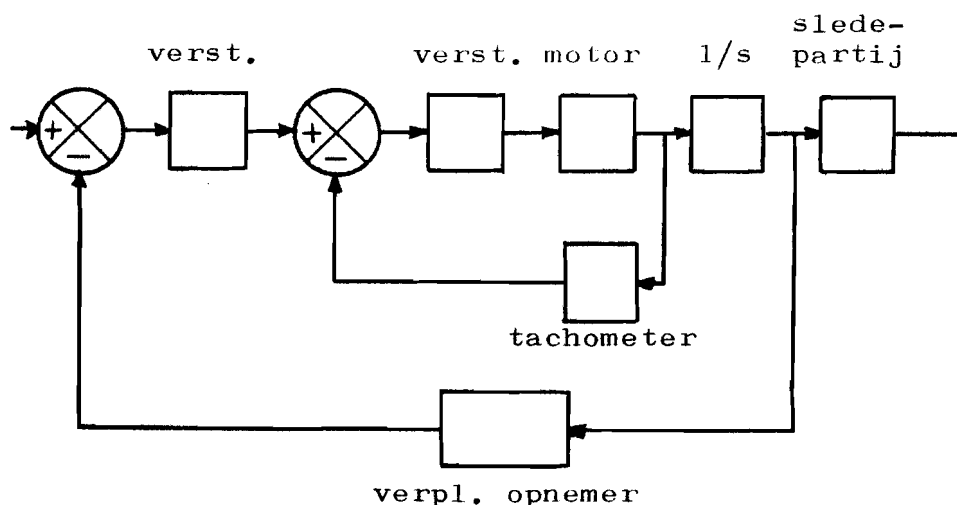 verst.
verst. motor
1/s
slede-
partij
+
−
+
−
tachometer
verpl. opnemer